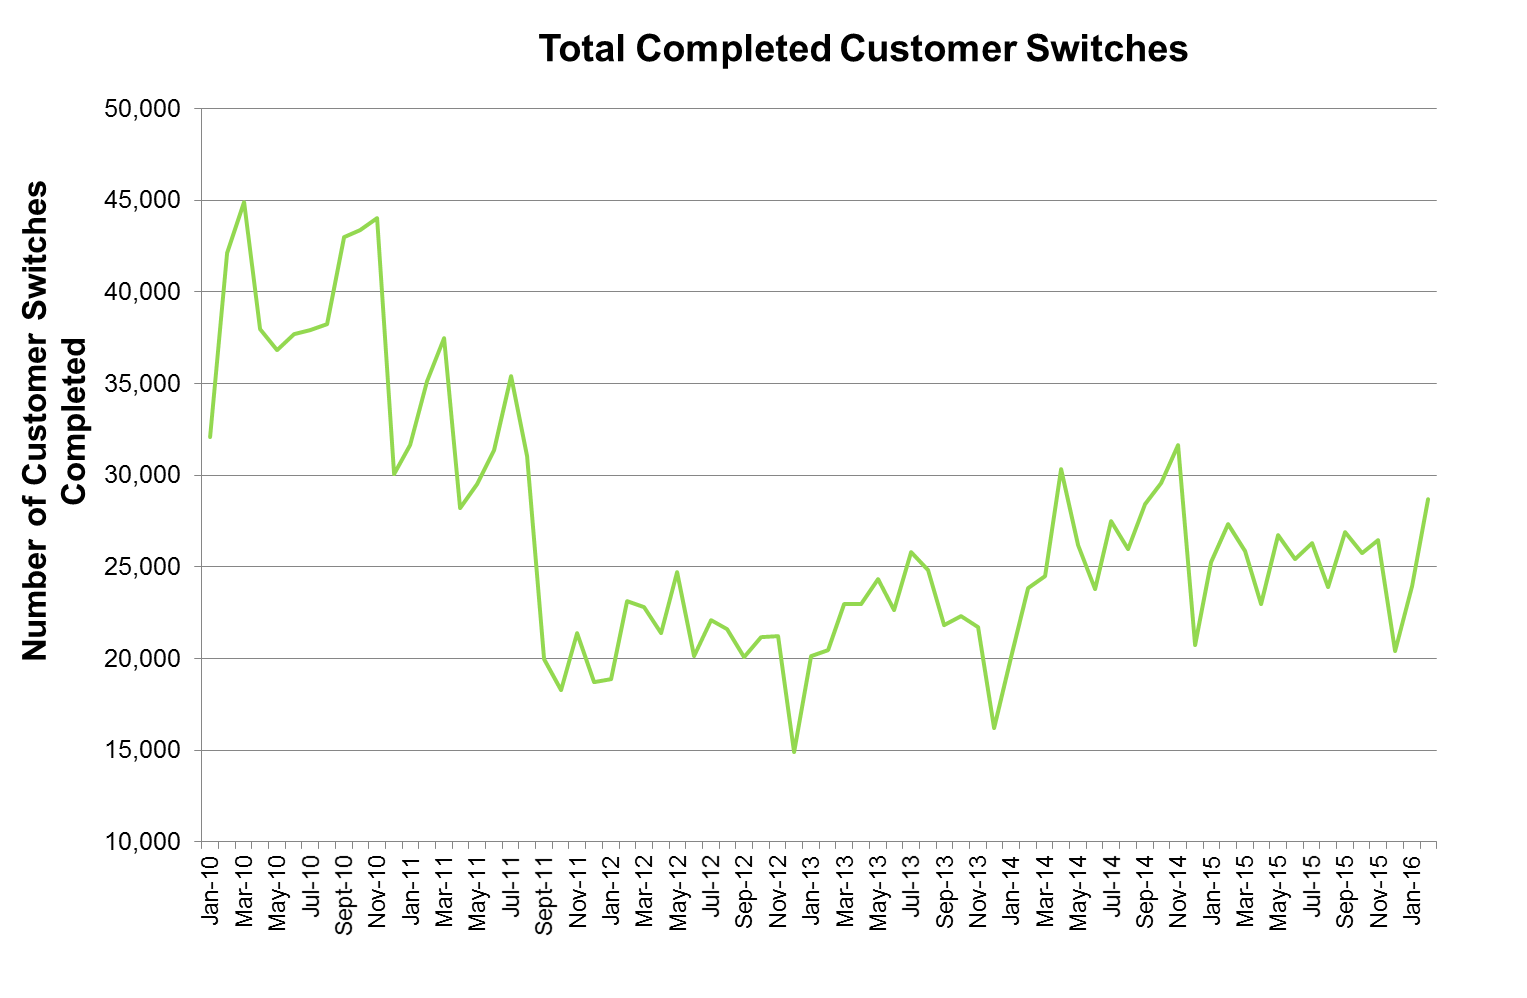 Total Completed Customer Switches
Number of Customer Switches
Completed
50,000
45,000
40,000
35,000
30,000
25,000
20,000
15,000
10,000
Jan-10
Mar-10
May-10
Jul-10
Sept-10
Nov-10
Jan-11
Mar-11
May-11
Jul-11
Sept-11
Nov-11
Jan-12
Mar-12
May-12
Jul-12
Sep-12
Nov-12
Jan-13
Mar-13
May-13
Jul-13
Sep-13
Nov-13
Jan-14
Mar-14
May-14
Jul-14
Sep-14
Nov-14
Jan-15
Mar-15
May-15
Jul-15
Sep-15
Nov-15
Jan-16